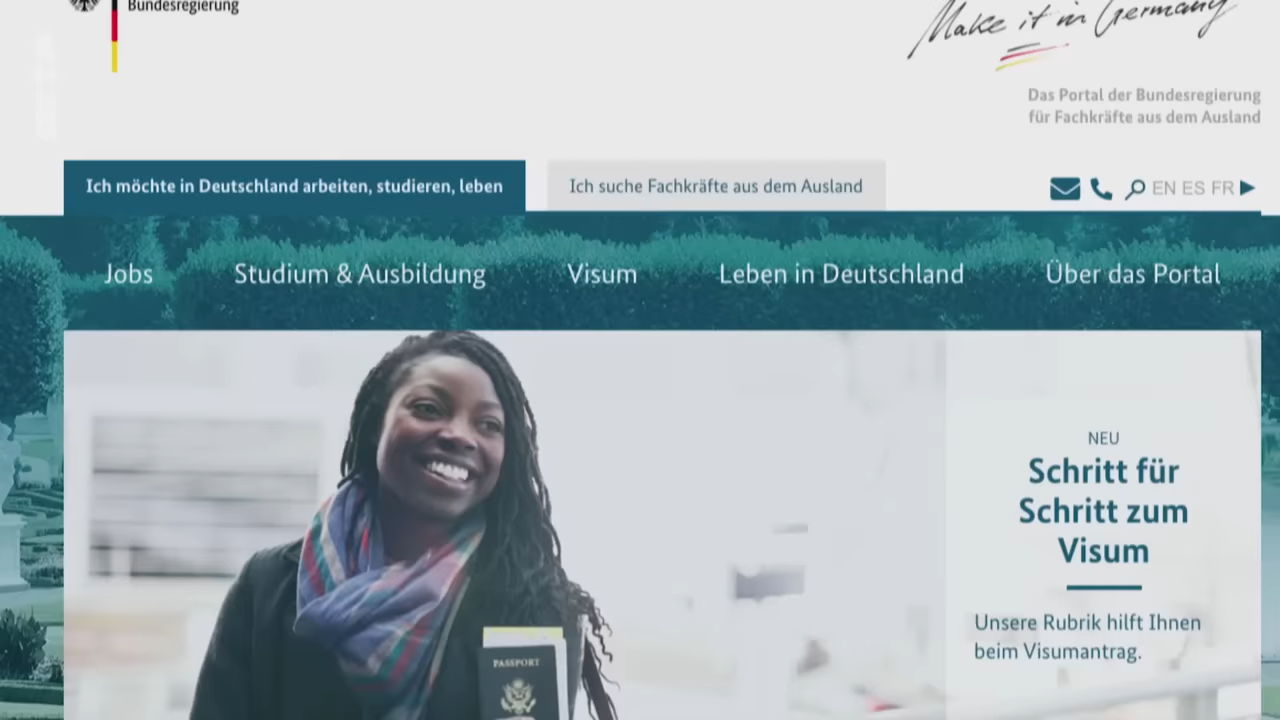 Bundesregierung
Make it in Germany
Das Portal der Bundesregierung
für Fachkräfte aus dem Ausland
Ich möchte in Deutschland arbeiten, studieren, leben
Ich suche Fachkräfte aus dem Ausland
EN ES FR
Jobs
Studium & Ausbildung
Visum
Leben in Deutschland
Über das Portal
NEU
Schritt für
Schritt zum
Visum
Unsere Rubrik hilft Ihnen
beim Visumantrag.
PASSPORT